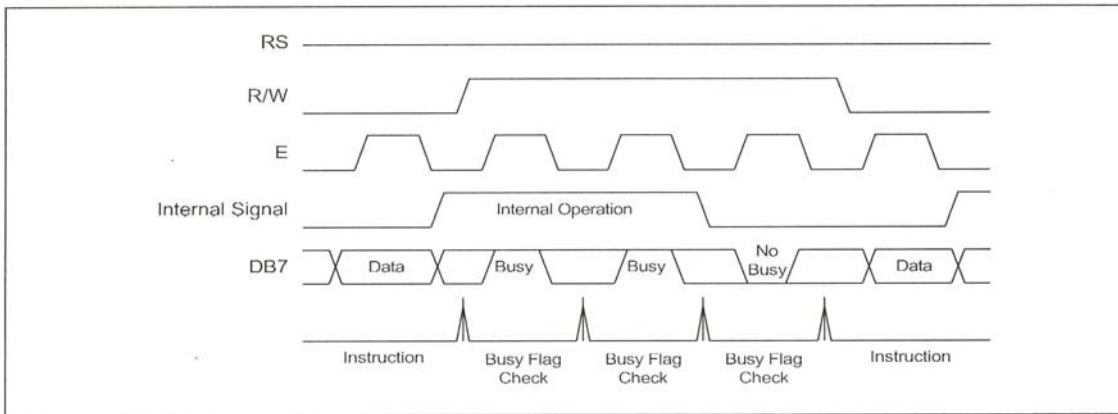 RS
R/W
E
Internal Signal
Internal Operation
DB7
Data
Busy
Busy
No
Busy
Data
Instruction
Busy Flag
Check
Busy Flag
Check
Busy Flag
Check
Instruction